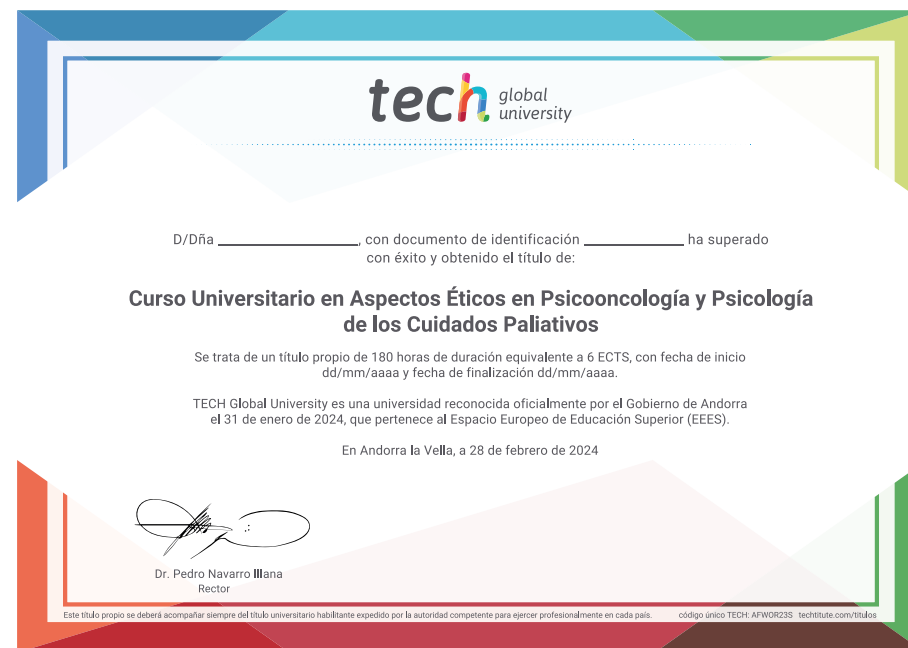 tech global university
D/Dña ____________________, con documento de identificación ______________ ha superado
con éxito y obtenido el título de:
Curso Universitario en Aspectos Éticos en Psicooncología y Psicología
de los Cuidados Paliativos
Se trata de un título propio de 180 horas de duración equivalente a 6 ECTS, con fecha de inicio
dd/mm/aaaa y fecha de finalización dd/mm/aaaa.
TECH Global University es una universidad reconocida oficialmente por el Gobierno de Andorra
el 31 de enero de 2024, que pertenece al Espacio Europeo de Educación Superior (EEES).
En Andorra la Vella, a 28 de febrero de 2024
Dr. Pedro Navarro Illana
Rector
Este título propio se deberá acompañar siempre del título universitario habilitante expedido por la autoridad competente para ejercer profesionalmente en cada país. código único TECH: AFWOR23S techtitute.com/titulos